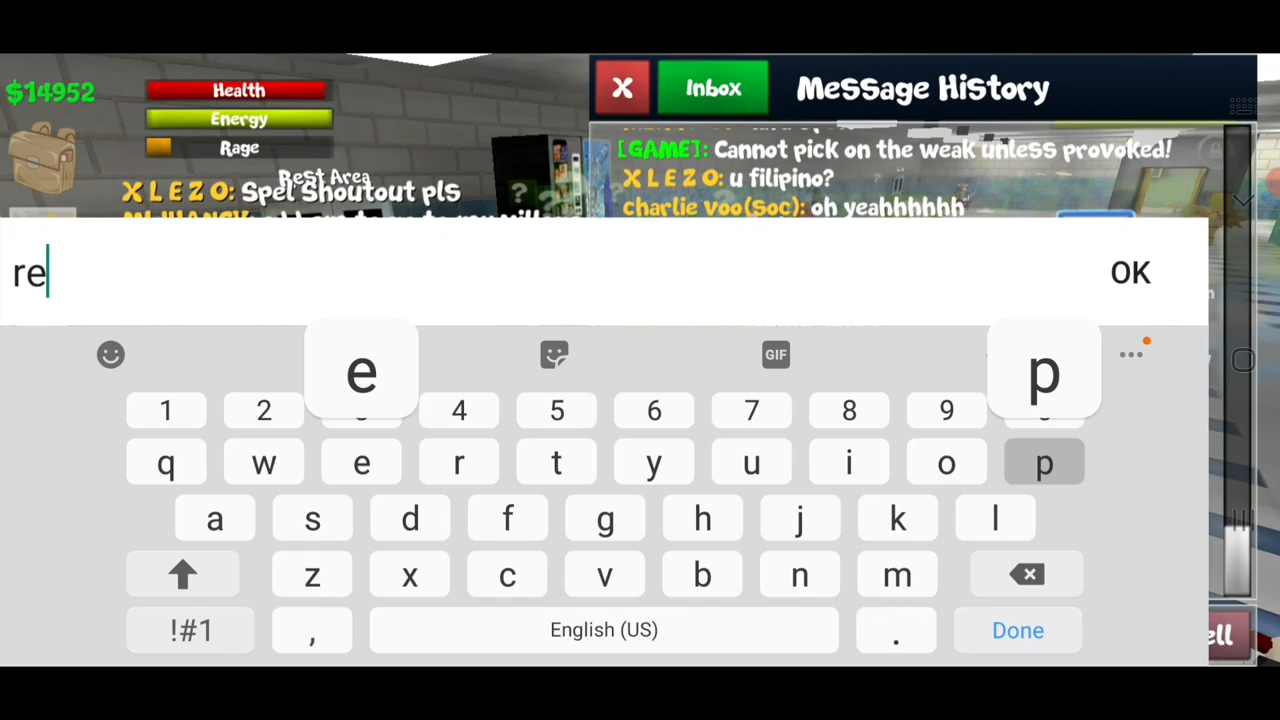 $14952
Health
Energy
Rage
Rest Area
X L E Z O: Spel Shoutout pls
X
Inbox
Message History
[GAME]: Cannot pick on the weak unless provoked!
X L E Z O: u filipino?
charlie voo(Soc): oh yeahhhhhh
re
OK
e
p
GIF
1 2 4 5 6 7 8 9
q w e r t y u i o p
a s d f g h j k l
z x c v b n m
!#1 , English (US) . Done
ell